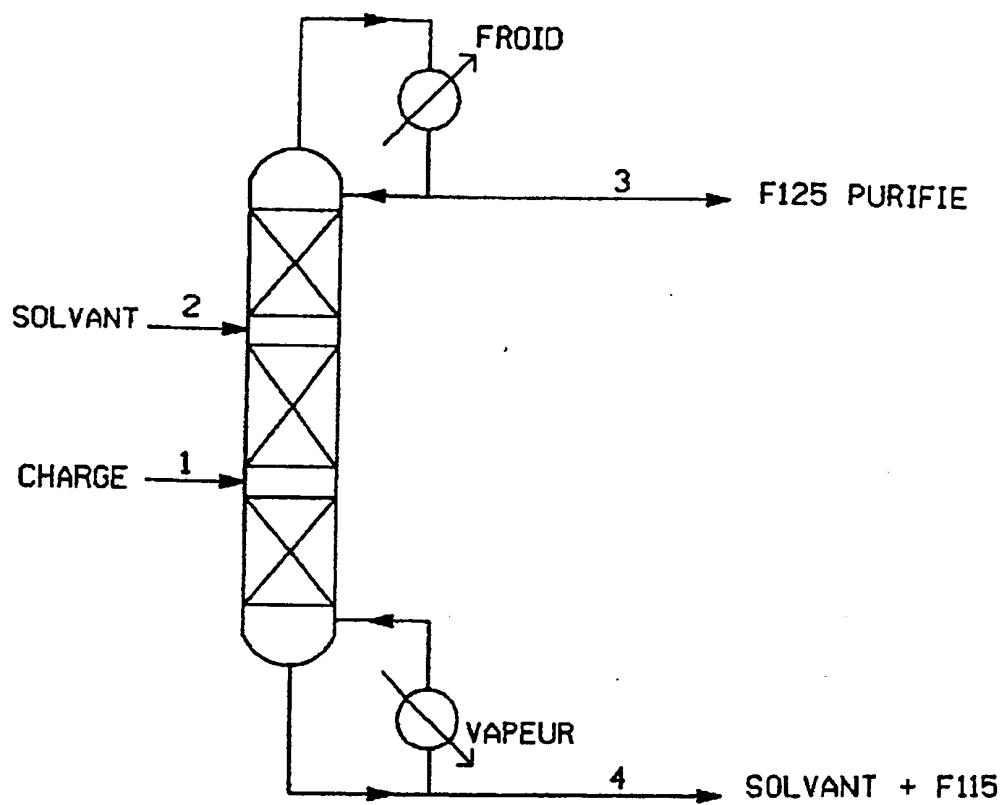 FROID
3
F125 PURIFIE
2
SOLVANT
1
CHARGE
VAPEUR
4
SOLVANT + F115